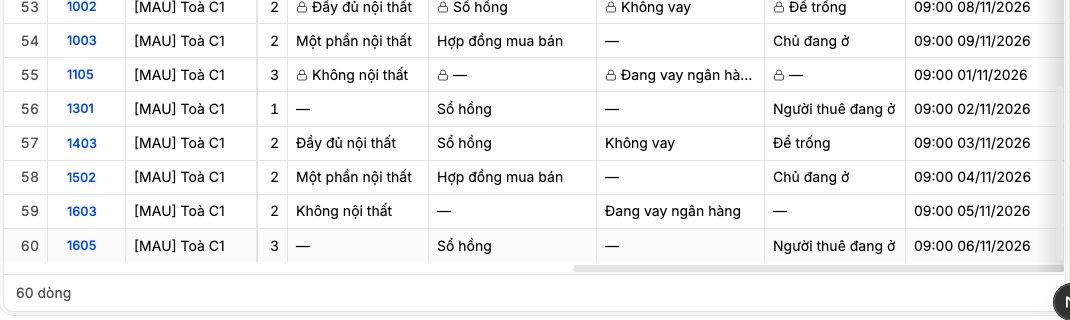 53 1002 [MAU] Toà C1 2 Đầy đủ nội thất Sổ hồng Không vay Để trống 09:00 08/11/2026
54 1003 [MAU] Toà C1 2 Một phần nội thất Hợp đồng mua bán — Chủ đang ở 09:00 09/11/2026
55 1105 [MAU] Toà C1 3 Không nội thất — Đang vay ngân hà... — 09:00 01/11/2026
56 1301 [MAU] Toà C1 1 — Sổ hồng — Người thuê đang ở 09:00 02/11/2026
57 1403 [MAU] Toà C1 2 Đầy đủ nội thất Sổ hồng Không vay Để trống 09:00 03/11/2026
58 1502 [MAU] Toà C1 2 Một phần nội thất Hợp đồng mua bán — Chủ đang ở 09:00 04/11/2026
59 1603 [MAU] Toà C1 2 Không nội thất — Đang vay ngân hàng — 09:00 05/11/2026
60 1605 [MAU] Toà C1 3 — Sổ hồng — Người thuê đang ở 09:00 06/11/2026
60 dòng